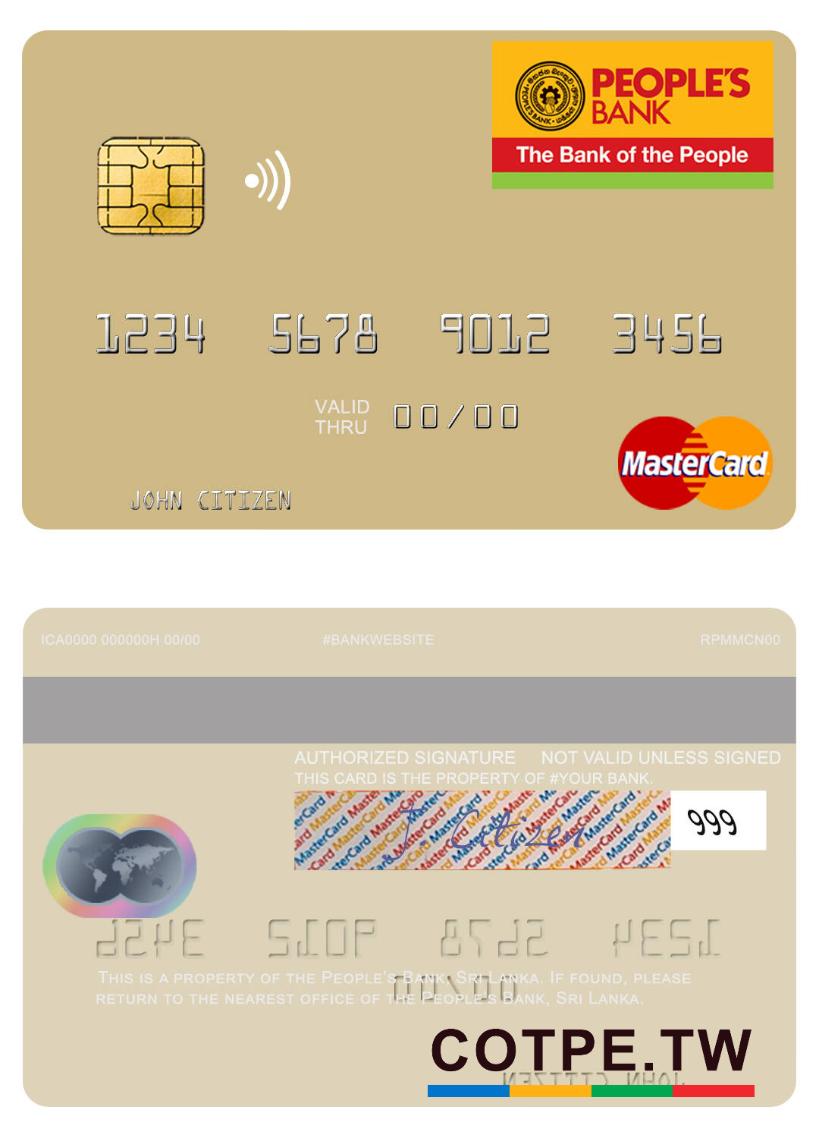 PEOPLE'S
BANK
The Bank of the People
1234 5678 9012 3456
VALID
THRU
00/00
MasterCard
JOHN CITIZEN
ICA0000 000000H 00/00 #BANKWEBSITE RPMMCN00
AUTHORIZED SIGNATURE NOT VALID UNLESS SIGNED
THIS CARD IS THE PROPERTY OF #YOUR BANK.
J. Citizen
999
THIS IS A PROPERTY OF THE PEOPLE'S BANK, SRI LANKA. IF FOUND, PLEASE
RETURN TO THE NEAREST OFFICE OF THE PEOPLE'S BANK, SRI LANKA.
COTPE.TW